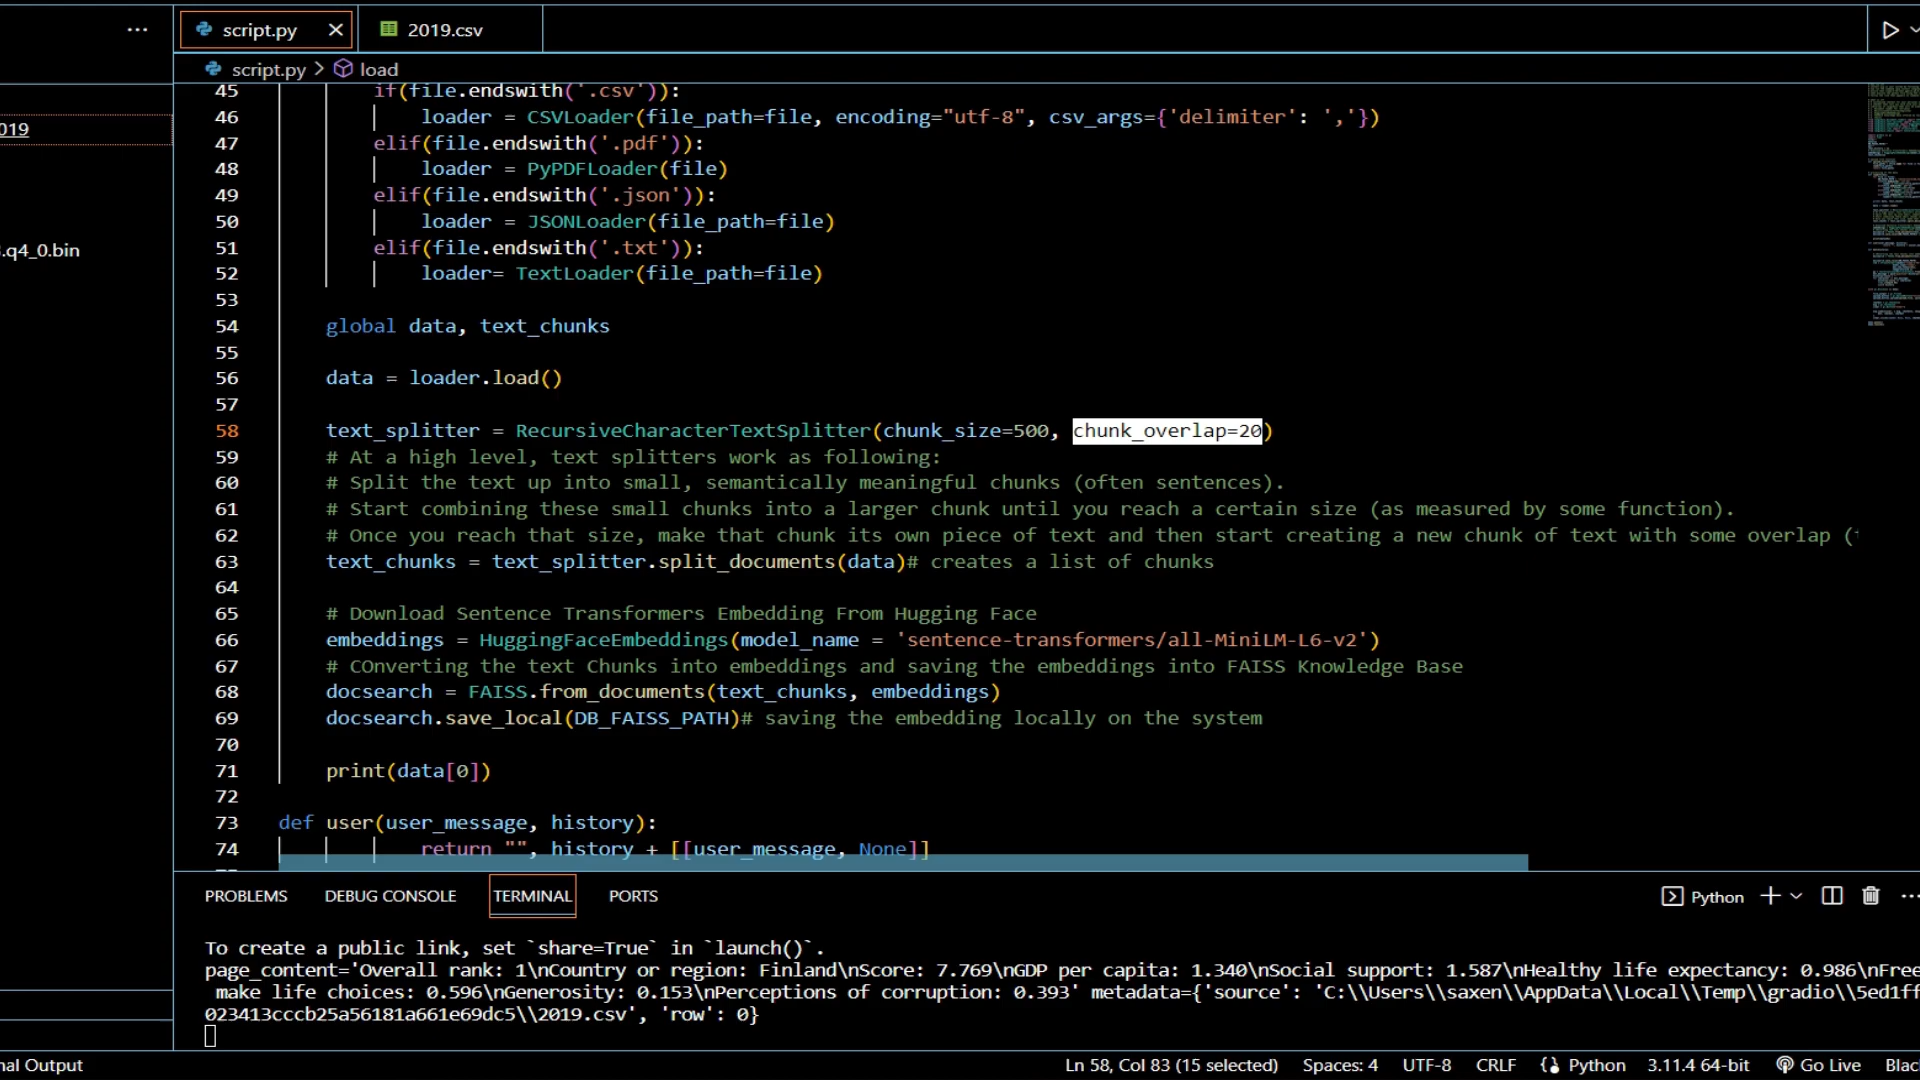 script.py
2019.csv
script.py > load
019
.q4_0.bin
45 if(file.endswith('.csv')):
46 loader = CSVLoader(file_path=file, encoding="utf-8", csv_args={'delimiter': ','})
47 elif(file.endswith('.pdf')):
48 loader = PyPDFLoader(file)
49 elif(file.endswith('.json')):
50 loader = JSONLoader(file_path=file)
51 elif(file.endswith('.txt')):
52 loader= TextLoader(file_path=file)
53
54 global data, text_chunks
55
56 data = loader.load()
57
58 text_splitter = RecursiveCharacterTextSplitter(chunk_size=500, chunk_overlap=20)
59 # At a high level, text splitters work as following:
60 # Split the text up into small, semantically meaningful chunks (often sentences).
61 # Start combining these small chunks into a larger chunk until you reach a certain size (as measured by some function).
62 # Once you reach that size, make that chunk its own piece of text and then start creating a new chunk of text with some overlap (
63 text_chunks = text_splitter.split_documents(data)# creates a list of chunks
64
65 # Download Sentence Transformers Embedding From Hugging Face
66 embeddings = HuggingFaceEmbeddings(model_name = 'sentence-transformers/all-MiniLM-L6-v2')
67 # COnverting the text Chunks into embeddings and saving the embeddings into FAISS Knowledge Base
68 docsearch = FAISS.from_documents(text_chunks, embeddings)
69 docsearch.save_local(DB_FAISS_PATH)# saving the embedding locally on the system
70
71 print(data[0])
72
73 def user(user_message, history):
74 return "", history + [[user_message, None]]
PROBLEMS DEBUG CONSOLE TERMINAL PORTS
Python
To create a public link, set `share=True` in `launch()`.
page_content='Overall rank: 1\nCountry or region: Finland\nScore: 7.769\nGDP per capita: 1.340\nSocial support: 1.587\nHealthy life expectancy: 0.986\nFree
make life choices: 0.596\nGenerosity: 0.153\nPerceptions of corruption: 0.393' metadata={'source': 'C:\\Users\\saxen\\AppData\\Local\\Temp\\gradio\\5ed1ff
023413cccb25a56181a661e69dc5\\2019.csv', 'row': 0}
nal Output
Ln 58, Col 83 (15 selected) Spaces: 4 UTF-8 CRLF Python 3.11.4 64-bit Go Live Blac